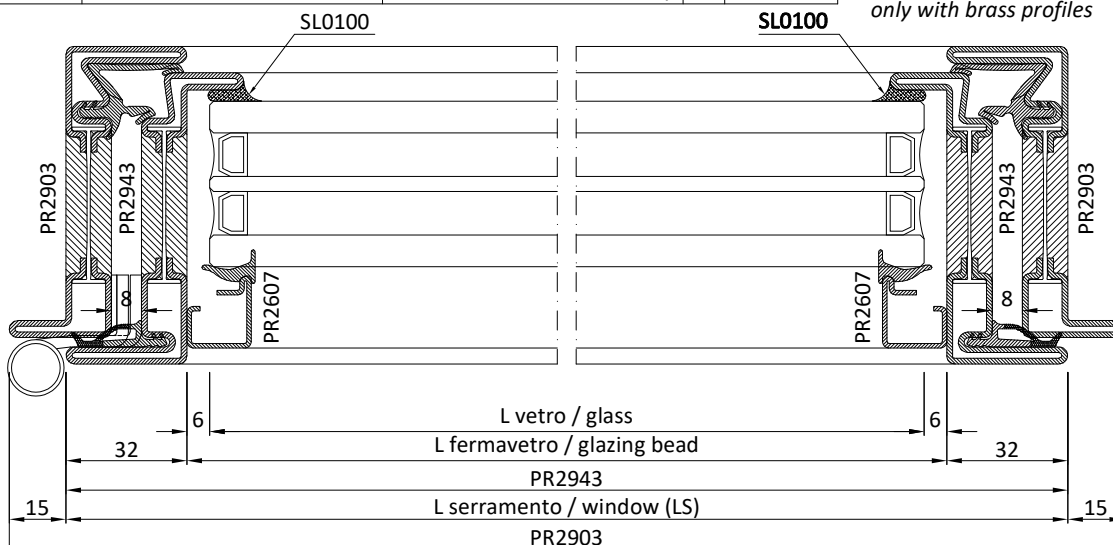 only with brass profiles
SL0100
SL0100
PR2903
PR2943
PR2943
PR2903
8
PR2607
PR2607
8
6
L vetro / glass
6
32
L fermavetro / glazing bead
32
PR2943
15
L serramento / window (LS)
15
PR2903